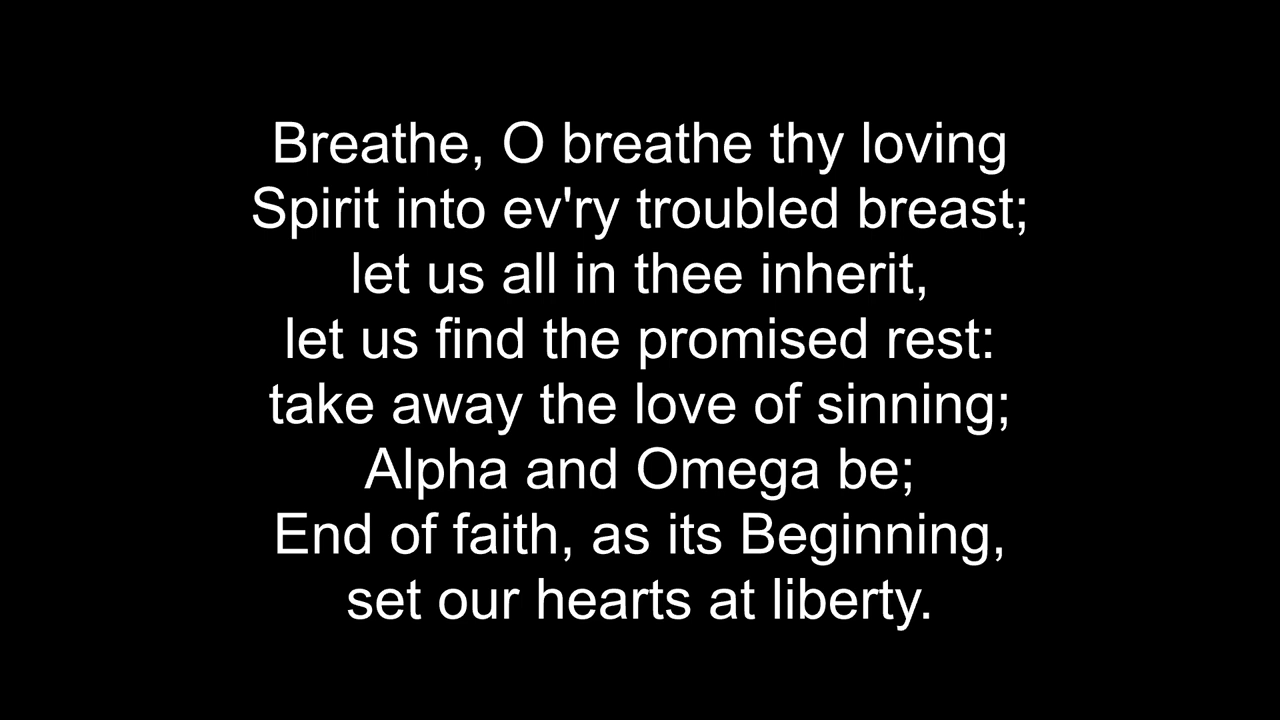 Breathe, O breathe thy loving
Spirit into ev'ry troubled breast;
let us all in thee inherit,
let us find the promised rest:
take away the love of sinning;
Alpha and Omega be;
End of faith, as its Beginning,
set our hearts at liberty.